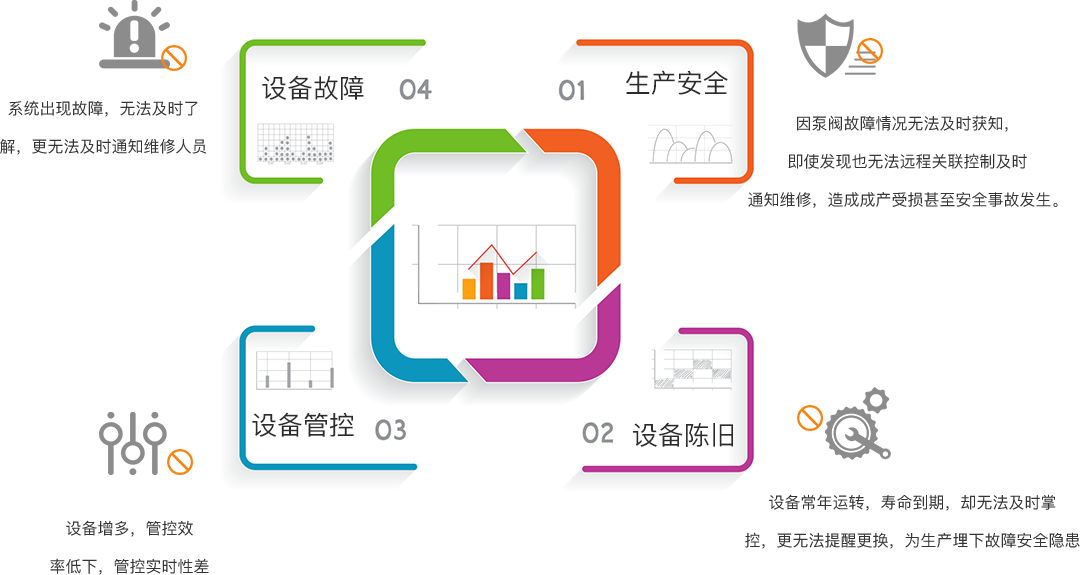 01
生产安全
因泵阀故障情况无法及时获知，
即使发现也无法远程关联控制及时
通知维修，造成成产受损甚至安全事故发生。
02
设备陈旧
设备常年运转，寿命到期，却无法及时掌
控，更无法提醒更换，为生产埋下故障安全隐患
设备管控
03
设备增多，管控效
率低下，管控实时性差
设备故障
04
系统出现故障，无法及时了
解，更无法及时通知维修人员